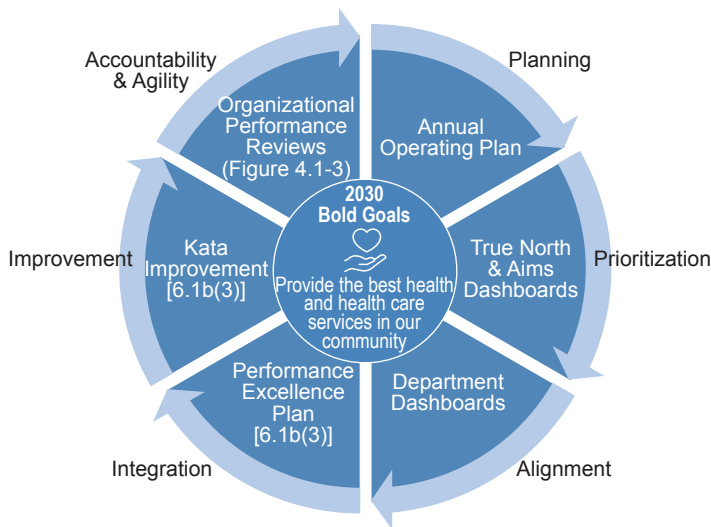 Accountability
& Agility
Planning
Organizational
Performance
Reviews
(Figure 4.1-3)
Annual
Operating Plan
2030
Bold Goals
Provide the best health
and health care
services in our
community
Improvement
Kata
Improvement
[6.1b(3)]
True North
& Aims
Dashboards
Prioritization
Performance
Excellence
Plan
[6.1b(3)]
Department
Dashboards
Integration
Alignment